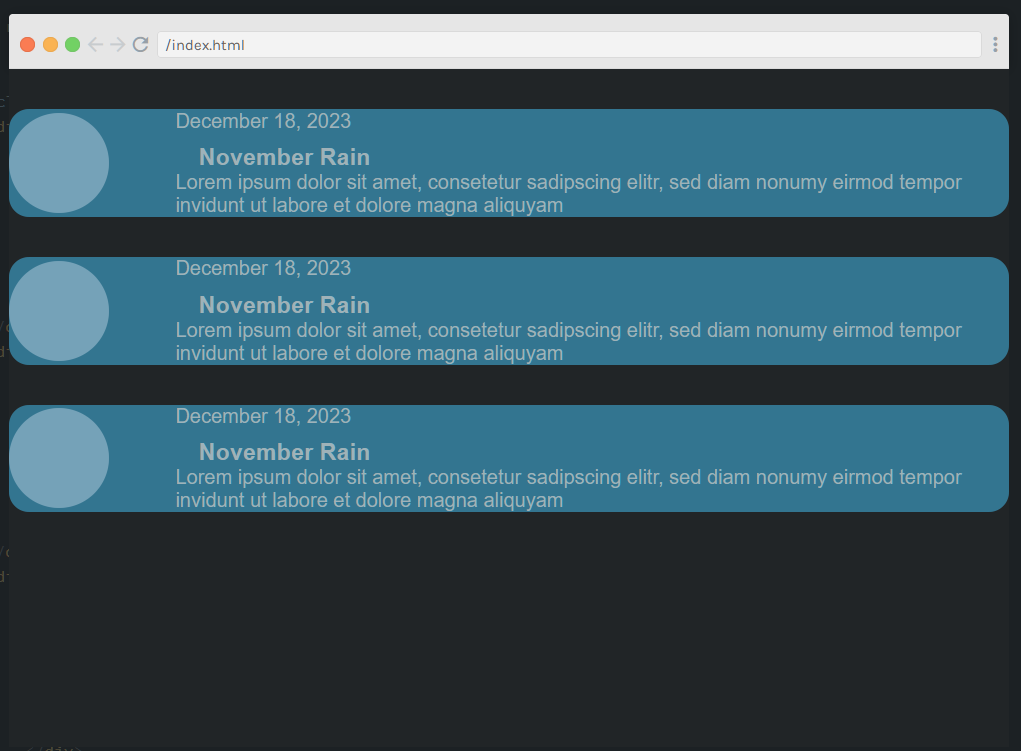 /index.html
December 18, 2023
November Rain
Lorem ipsum dolor sit amet, consetetur sadipscing elitr, sed diam nonumy eirmod tempor
invidunt ut labore et dolore magna aliquyam
December 18, 2023
November Rain
Lorem ipsum dolor sit amet, consetetur sadipscing elitr, sed diam nonumy eirmod tempor
invidunt ut labore et dolore magna aliquyam
December 18, 2023
November Rain
Lorem ipsum dolor sit amet, consetetur sadipscing elitr, sed diam nonumy eirmod tempor
invidunt ut labore et dolore magna aliquyam